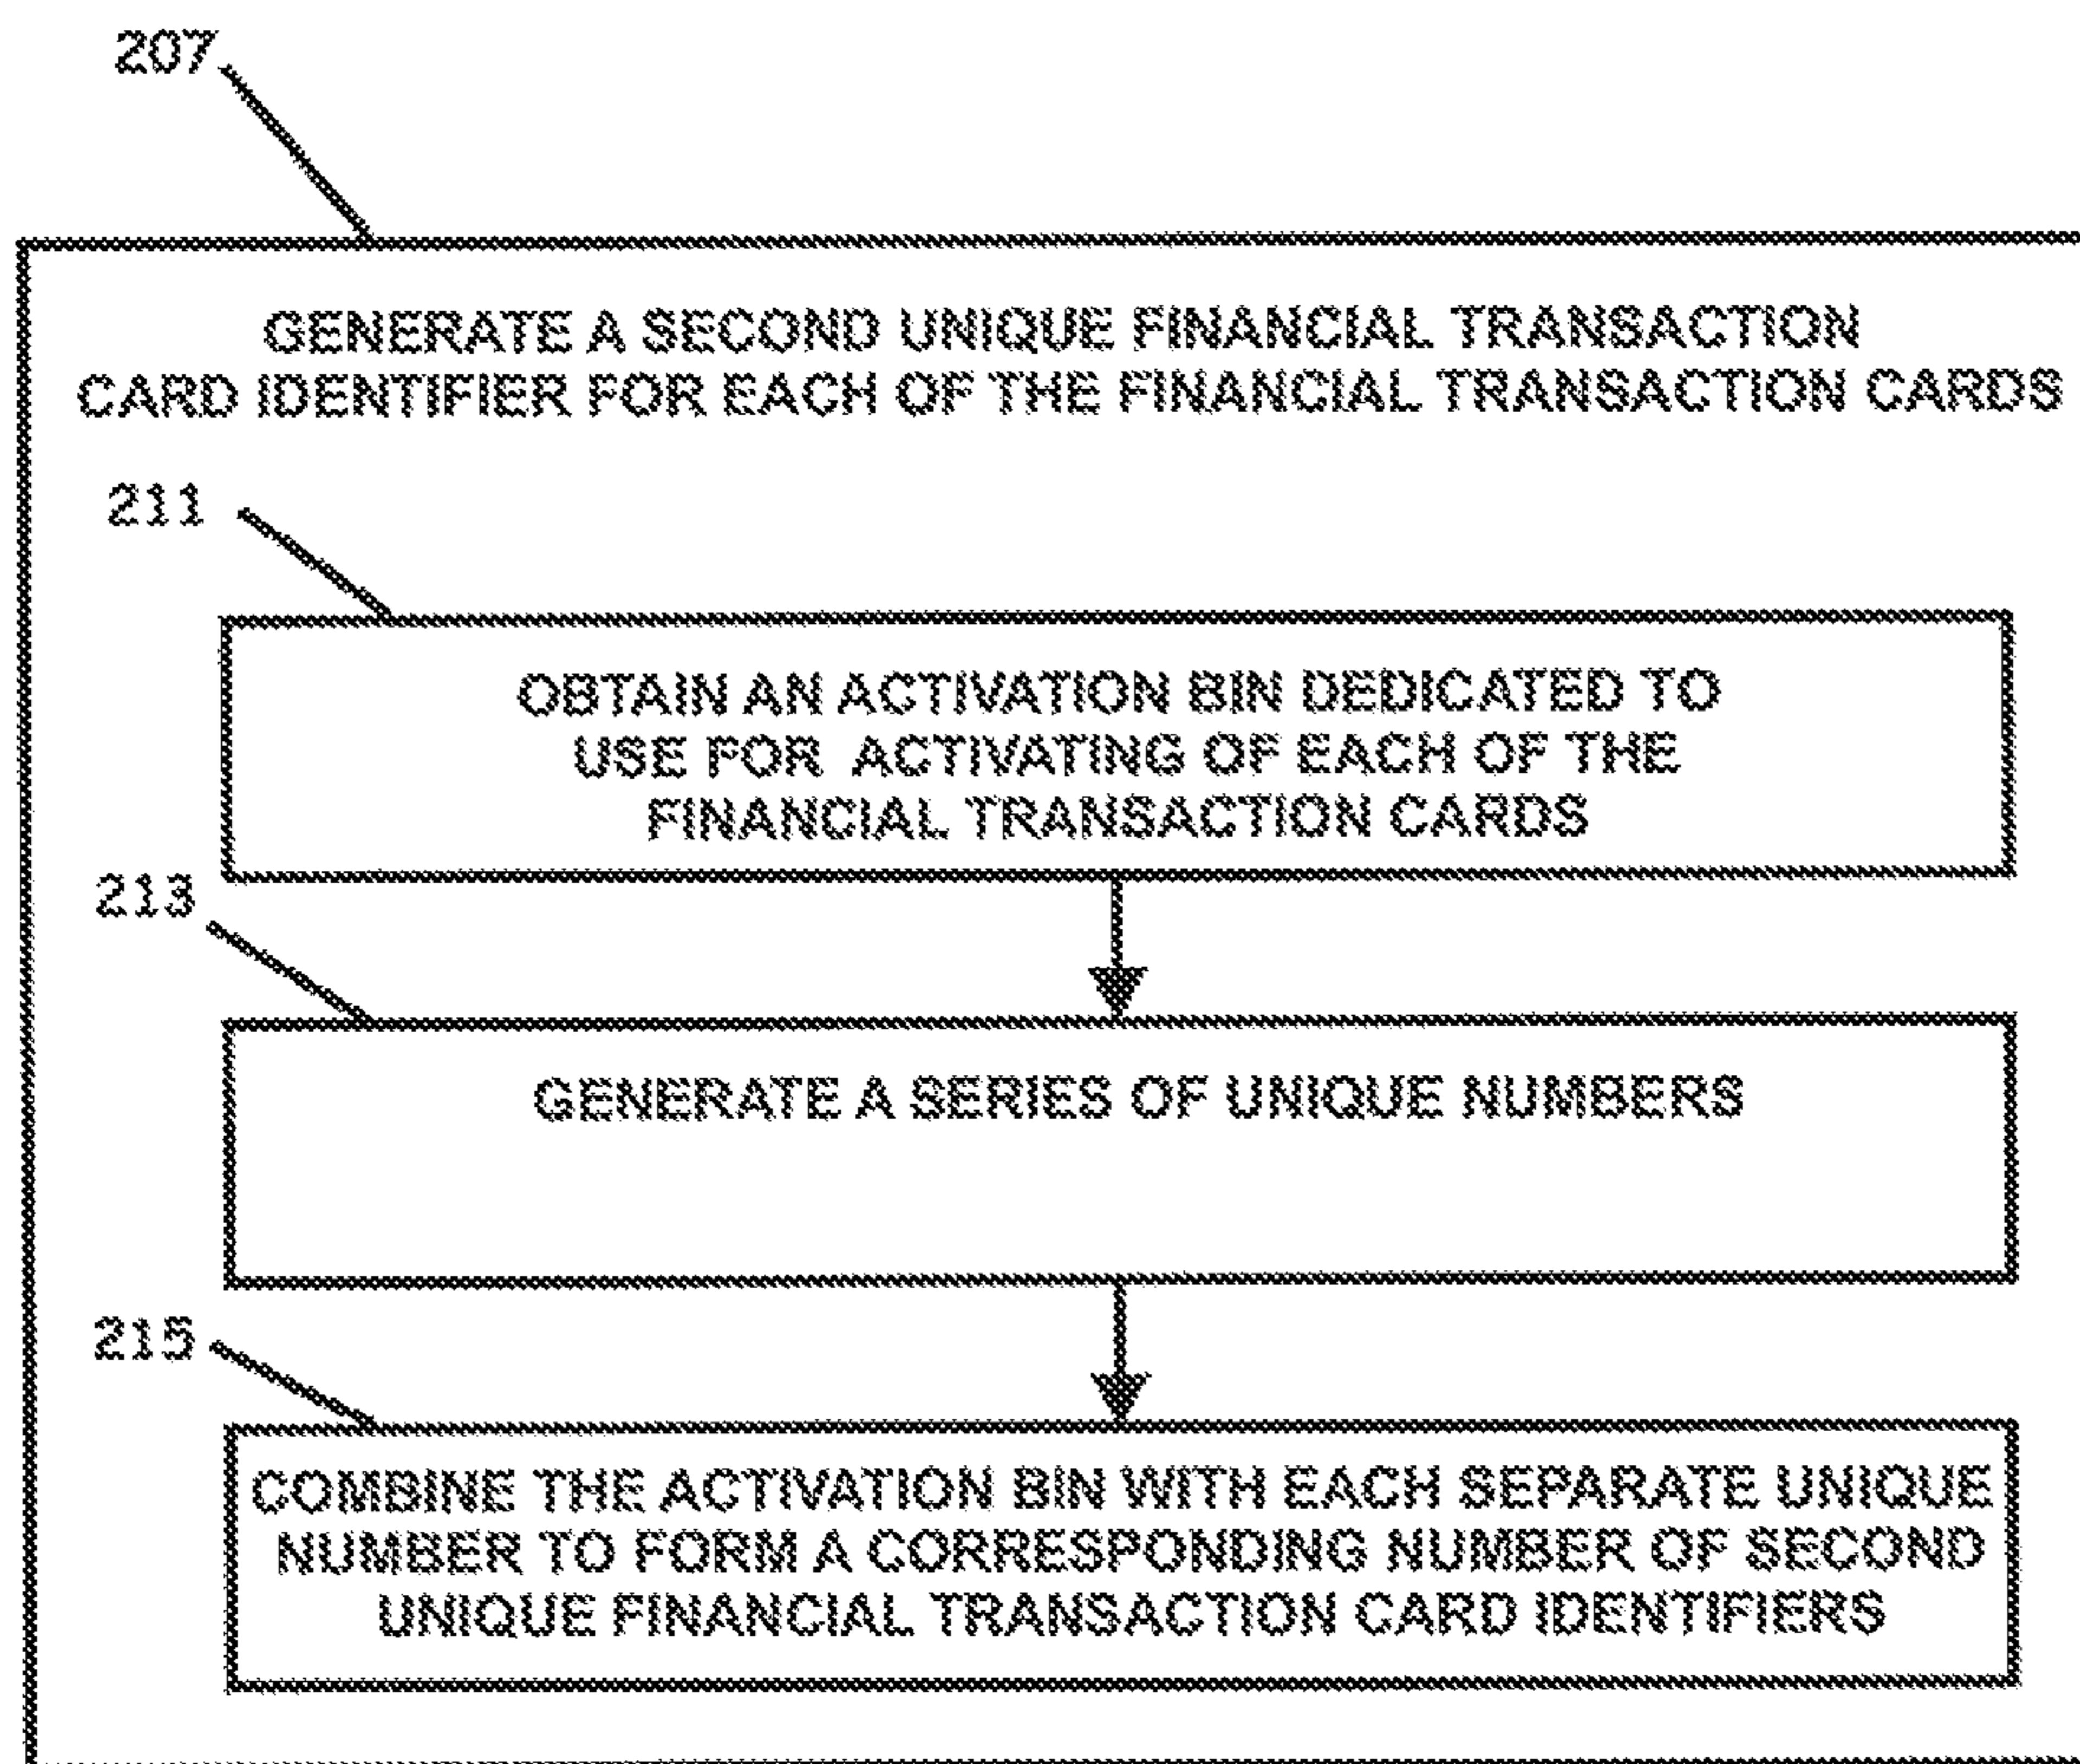 207
GENERATE A SECOND UNIQUE FINANCIAL TRANSACTION
CARD IDENTIFIER FOR EACH OF THE FINANCIAL TRANSACTION CARDS
211
OBTAIN AN ACTIVATION BIN DEDICATED TO
USE FOR ACTIVATING OF EACH OF THE
FINANCIAL TRANSACTION CARDS
213
GENERATE A SERIES OF UNIQUE NUMBERS
215
COMBINE THE ACTIVATION BIN WITH EACH SEPARATE UNIQUE
NUMBER TO FORM A CORRESPONDING NUMBER OF SECOND
UNIQUE FINANCIAL TRANSACTION CARD IDENTIFIERS